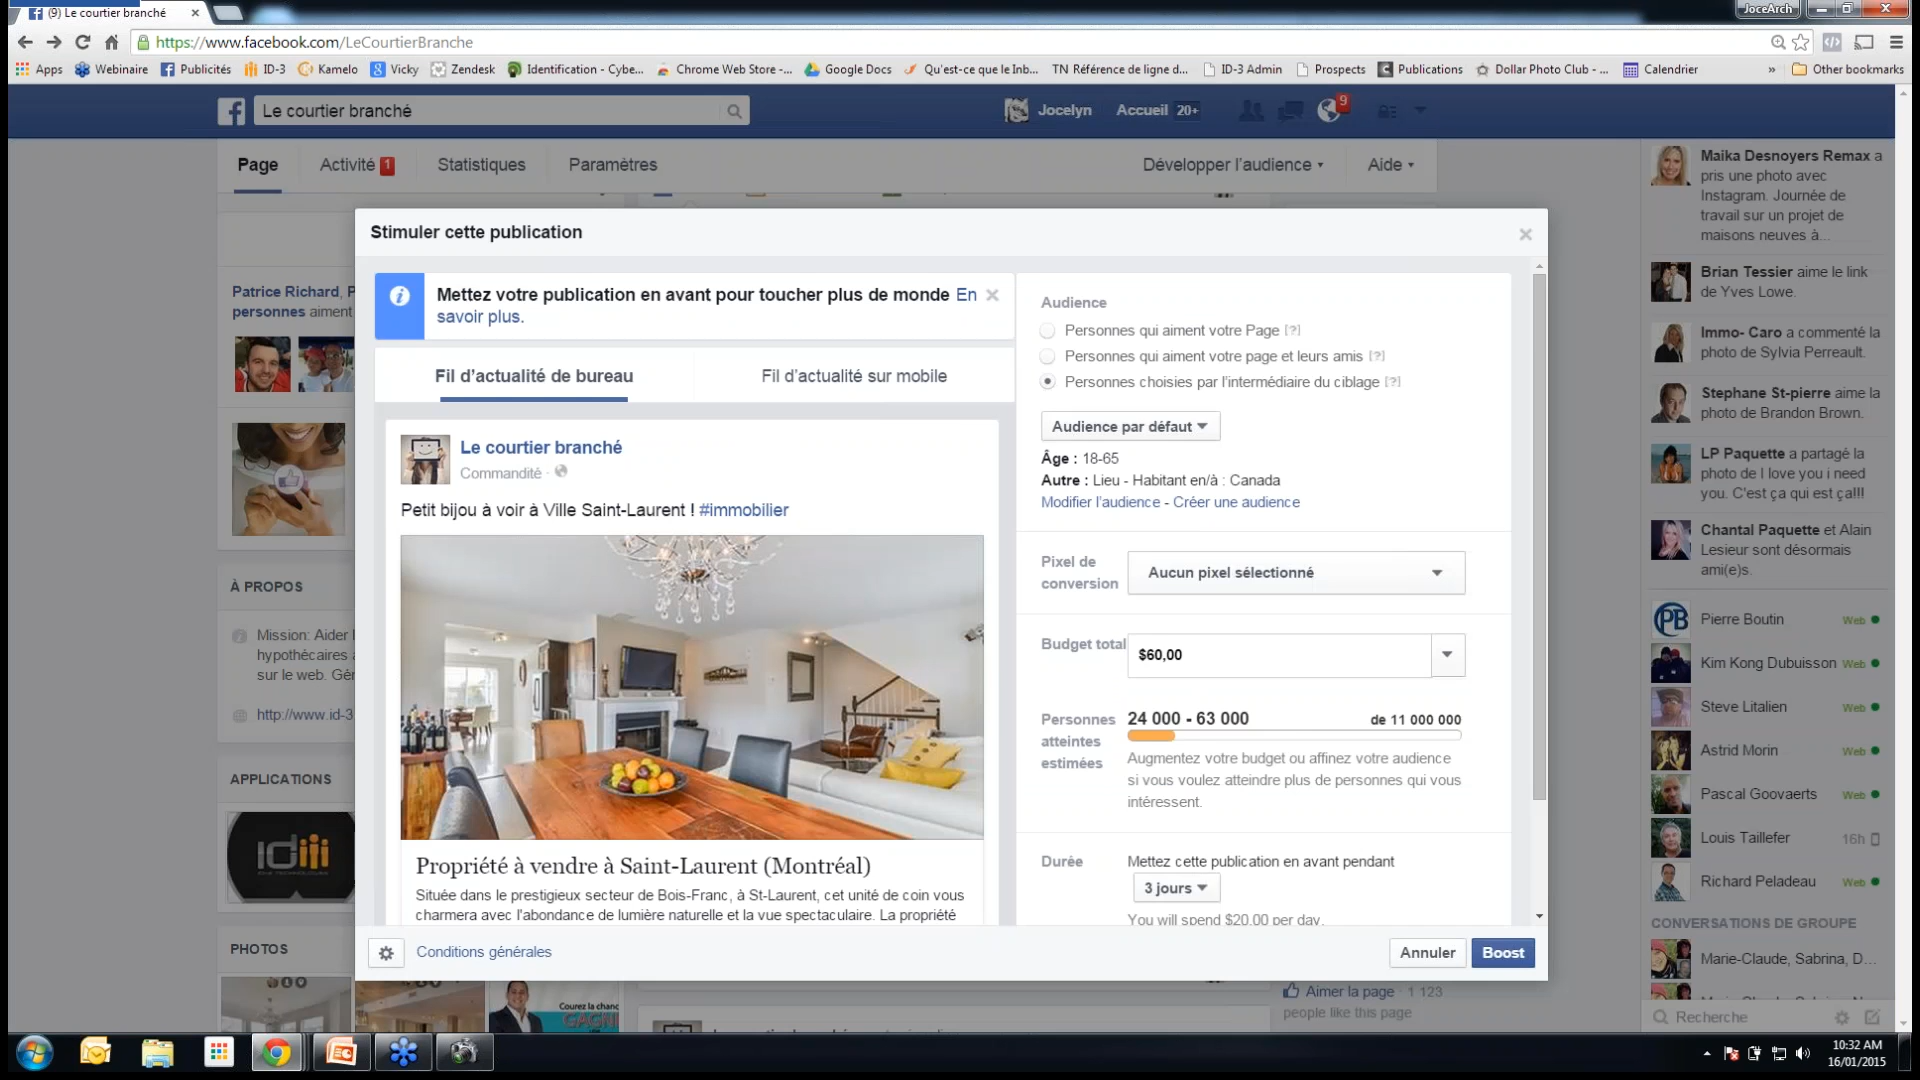 (9) Le courtier branché
JoceArch
https://www.facebook.com/LeCourtierBranche
Apps Webinaire Publicités ID-3 Kamelo Vicky Zendesk Identification - Cybe... Chrome Web Store -... Google Docs Qu'est-ce que le Inb... TN Référence de ligne d... ID-3 Admin Prospects Publications Dollar Photo Club - ... Calendrier » Other bookmarks
Le courtier branché
Jocelyn Accueil 20+ 9
Page Activité 1 Statistiques Paramètres Développer l'audience Aide
Stimuler cette publication
Mettez votre publication en avant pour toucher plus de monde En
savoir plus.
Fil d'actualité de bureau Fil d'actualité sur mobile
Le courtier branché
Commandité ·
Petit bijou à voir à Ville Saint-Laurent ! #immobilier
Propriété à vendre à Saint-Laurent (Montréal)
Située dans le prestigieux secteur de Bois-Franc, à St-Laurent, cet unité de coin vous
charmera avec l'abondance de lumière naturelle et la vue spectaculaire. La propriété
Audience
Personnes qui aiment votre Page [?]
Personnes qui aiment votre page et leurs amis [?]
Personnes choisies par l'intermédiaire du ciblage [?]
Audience par défaut
Âge : 18-65
Autre : Lieu - Habitant en/à : Canada
Modifier l'audience - Créer une audience
Pixel de
conversion
Aucun pixel sélectionné
Budget total
$60,00
Personnes
atteintes
estimées
24 000 - 63 000 de 11 000 000
Augmentez votre budget ou affinez votre audience
si vous voulez atteindre plus de personnes qui vous
intéressent.
Durée
Mettez cette publication en avant pendant
3 jours
You will spend $20.00 per day.
Conditions générales
Annuler Boost
Patrice Richard, P
personnes aiment
À PROPOS
Mission: Aider
hypothécaires a
sur le web. Gér
http://www.id-3
APPLICATIONS
idiii
PHOTOS
Courez la chanc
GAGN
Aimer la page · 1 123
people like this page
Maika Desnoyers Remax a
pris une photo avec
Instagram. Journée de
travail sur un projet de
maisons neuves à...
Brian Tessier aime le link
de Yves Lowe.
Immo- Caro a commenté la
photo de Sylvia Perreault.
Stephane St-pierre aime la
photo de Brandon Brown.
LP Paquette a partagé la
photo de I love you i need
you. C'est ça qui est ça!!!
Chantal Paquette et Alain
Lesieur sont désormais
ami(e)s.
Pierre Boutin Web
Kim Kong Dubuisson Web
Steve Litalien Web
Astrid Morin Web
Pascal Goovaerts Web
Louis Taillefer 16h
Richard Peladeau Web
CONVERSATIONS DE GROUPE
Marie-Claude, Sabrina, D...
Recherche
10:32 AM
16/01/2015